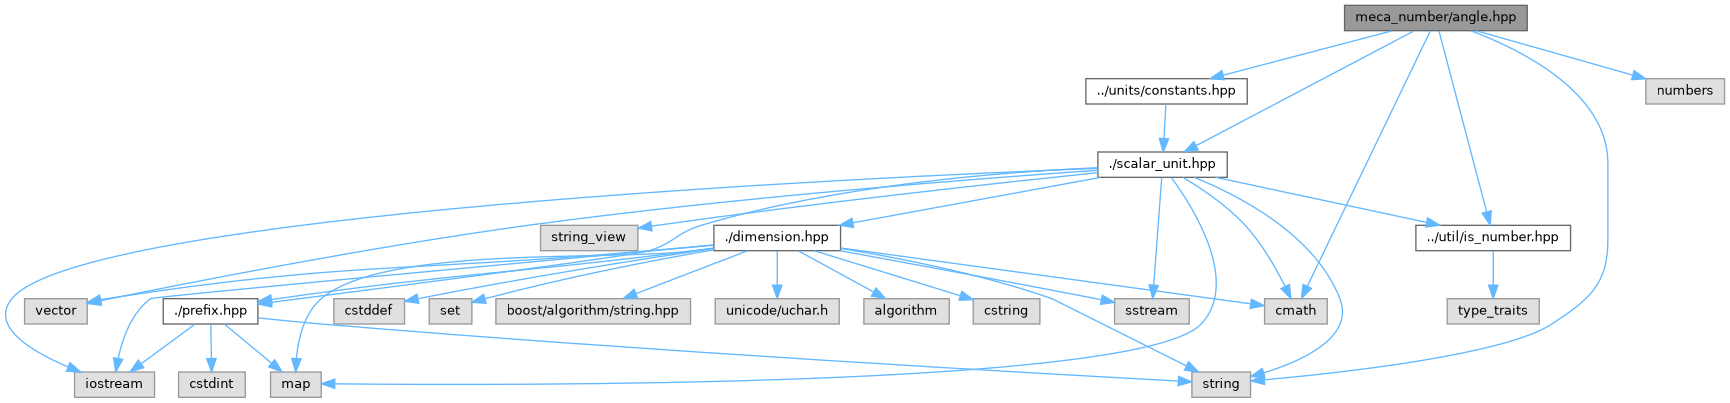 meca_number/angle.hpp
../units/constants.hpp
numbers
./scalar_unit.hpp
string_view
./dimension.hpp
../util/is_number.hpp
vector
./prefix.hpp
cstddef
set
boost/algorithm/string.hpp
unicode/uchar.h
algorithm
cstring
sstream
cmath
type_traits
iostream
cstdint
map
string